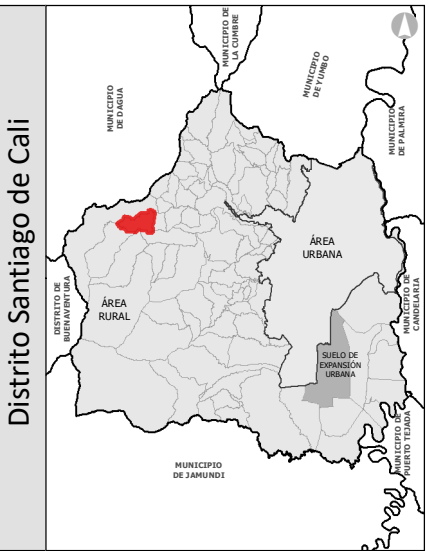 Distrito Santiago de Cali
MUNICIPIO
DE DAGUA
MUNICIPIO DE
LA CUMBRE
MUNICIPIO
DE YUMBO
MUNICIPIO
DE PALMIRA
DISTRITO DE
BUENAVENTURA
ÁREA
RURAL
ÁREA
URBANA
SUELO DE
EXPANSIÓN
URBANA
MUNICIPIO DE
CANDELARIA
MUNICIPIO DE
PUERTO TEJADA
MUNICIPIO
DE JAMUNDI